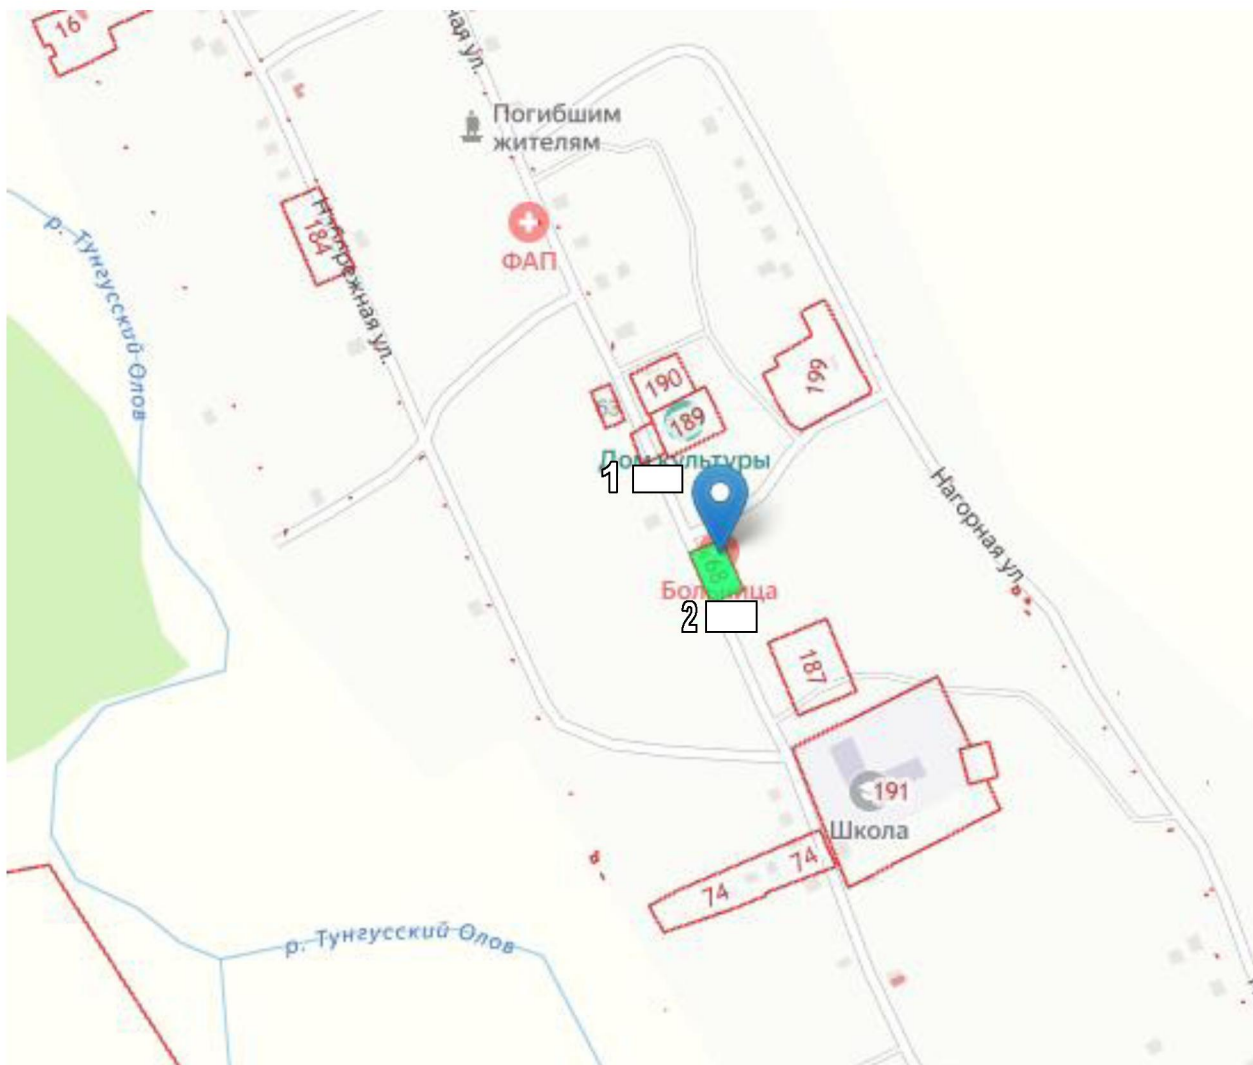 16
ная ул.
Погибшим
жителям
р. Тунгусский Олов
184
Набережная ул.
ФАП
190
199
189
Дом культуры
1
Нагорная ул.
68
Больница
2
187
191
Школа
74
74
р. Тунгусский Олов